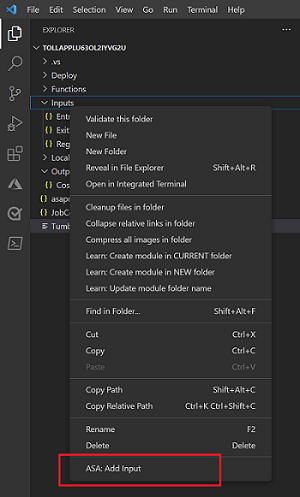 File Edit Selection View Go Run Terminal Help
EXPLORER
TOLLAPPLU63OL2IYVG2U
.vs
Deploy
Functions
Inputs
{} Entr
{} Exit
{} Reg
Local
Outp
{} Cos
{} asapr
{} JobCo
Tumb
Validate this folder
New File
New Folder
Reveal in File Explorer Shift+Alt+R
Open in Integrated Terminal
Cleanup files in folder
Collapse relative links in folder
Compress all images in folder
Learn: Create module in CURRENT folder
Learn: Create module in NEW folder
Learn: Update module folder name
Find in Folder... Shift+Alt+F
Cut Ctrl+X
Copy Ctrl+C
Paste Ctrl+V
Copy Path Shift+Alt+C
Copy Relative Path Ctrl+K Ctrl+Shift+C
Rename F2
Delete Delete
ASA: Add Input